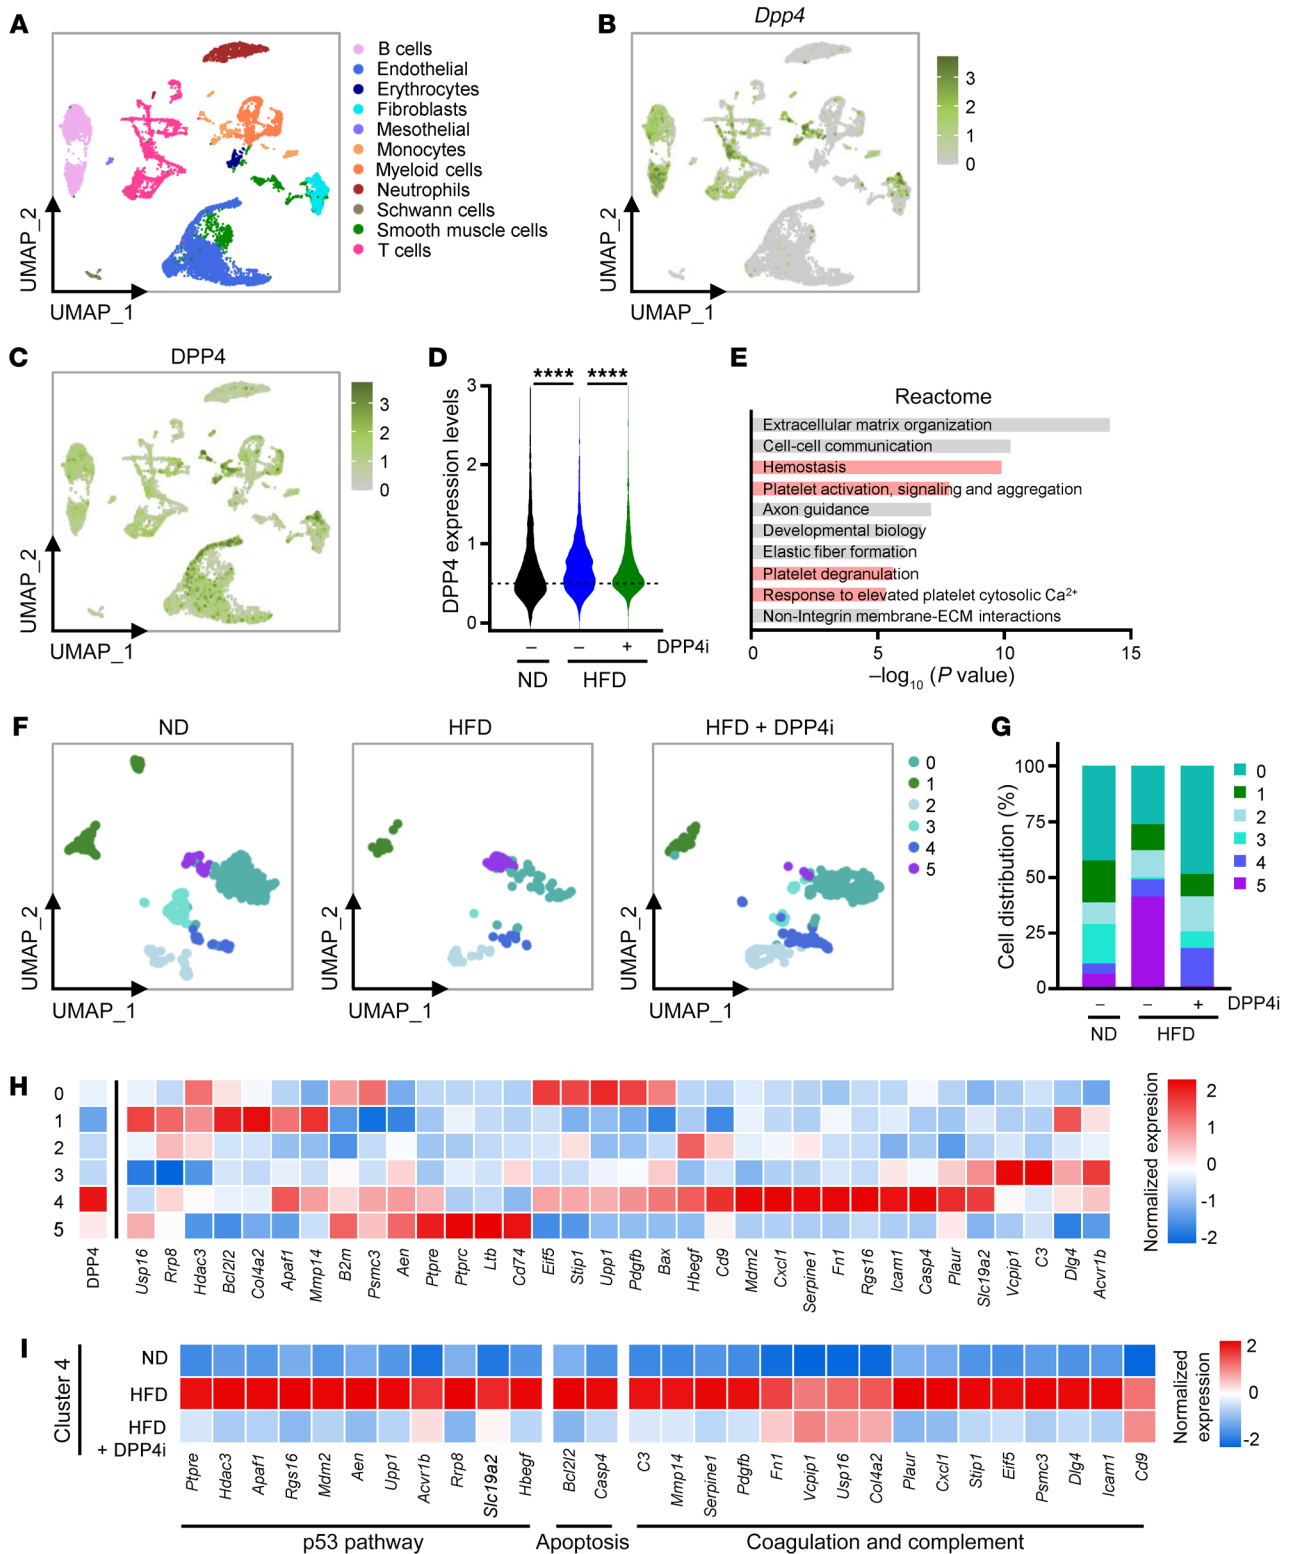 A
B cells
Endothelial
Erythrocytes
Fibroblasts
Mesothelial
Monocytes
Myeloid cells
Neutrophils
Schwann cells
Smooth muscle cells
T cells
UMAP_2
UMAP_1
B
Dpp4
3
2
1
0
UMAP_2
UMAP_1
C
DPP4
3
2
1
0
UMAP_2
UMAP_1
D
**** ****
DPP4 expression levels
3
2
1
0
– – + DPP4i
ND HFD
E
Reactome
Extracellular matrix organization
Cell-cell communication
Hemostasis
Platelet activation, signaling and aggregation
Axon guidance
Developmental biology
Elastic fiber formation
Platelet degranulation
Response to elevated platelet cytosolic Ca²⁺
Non-Integrin membrane-ECM interactions
0 5 10 15
–log₁₀ (P value)
F
ND
HFD
HFD + DPP4i
UMAP_2
UMAP_1
UMAP_2
UMAP_1
UMAP_2
UMAP_1
0
1
2
3
4
5
G
Cell distribution (%)
100
75
50
25
0
– – + DPP4i
ND HFD
0
1
2
3
4
5
H
0
1
2
3
4
5
DPP4 Usp16 Rrp8 Hdac3 Bcl2l2 Col4a2 Apaf1 Mmp14 B2m Psmc3 Aen Ptpre Ptprc Ltb Cd74 Eif5 Stip1 Upp1 Pdgfb Bax Hbegf Cd9 Mdm2 Cxcl1 Serpine1 Fn1 Rgs16 Icam1 Casp4 Plaur Slc19a2 Vcpip1 C3 Dlg4 Acvr1b
Normalized expression
2
1
0
-1
-2
I
Cluster 4
ND
HFD
HFD
+ DPP4i
Ptpre Hdac3 Apaf1 Rgs16 Mdm2 Aen Upp1 Acvr1b Rrp8 Slc19a2 Hbegf Bcl2l2 Casp4 C3 Mmp14 Serpine1 Pdgfb Fn1 Vcpip1 Usp16 Col4a2 Plaur Cxcl1 Stip1 Eif5 Psmc3 Dlg4 Icam1 Cd9
p53 pathway Apoptosis Coagulation and complement
Normalized
expression
2
0
-2